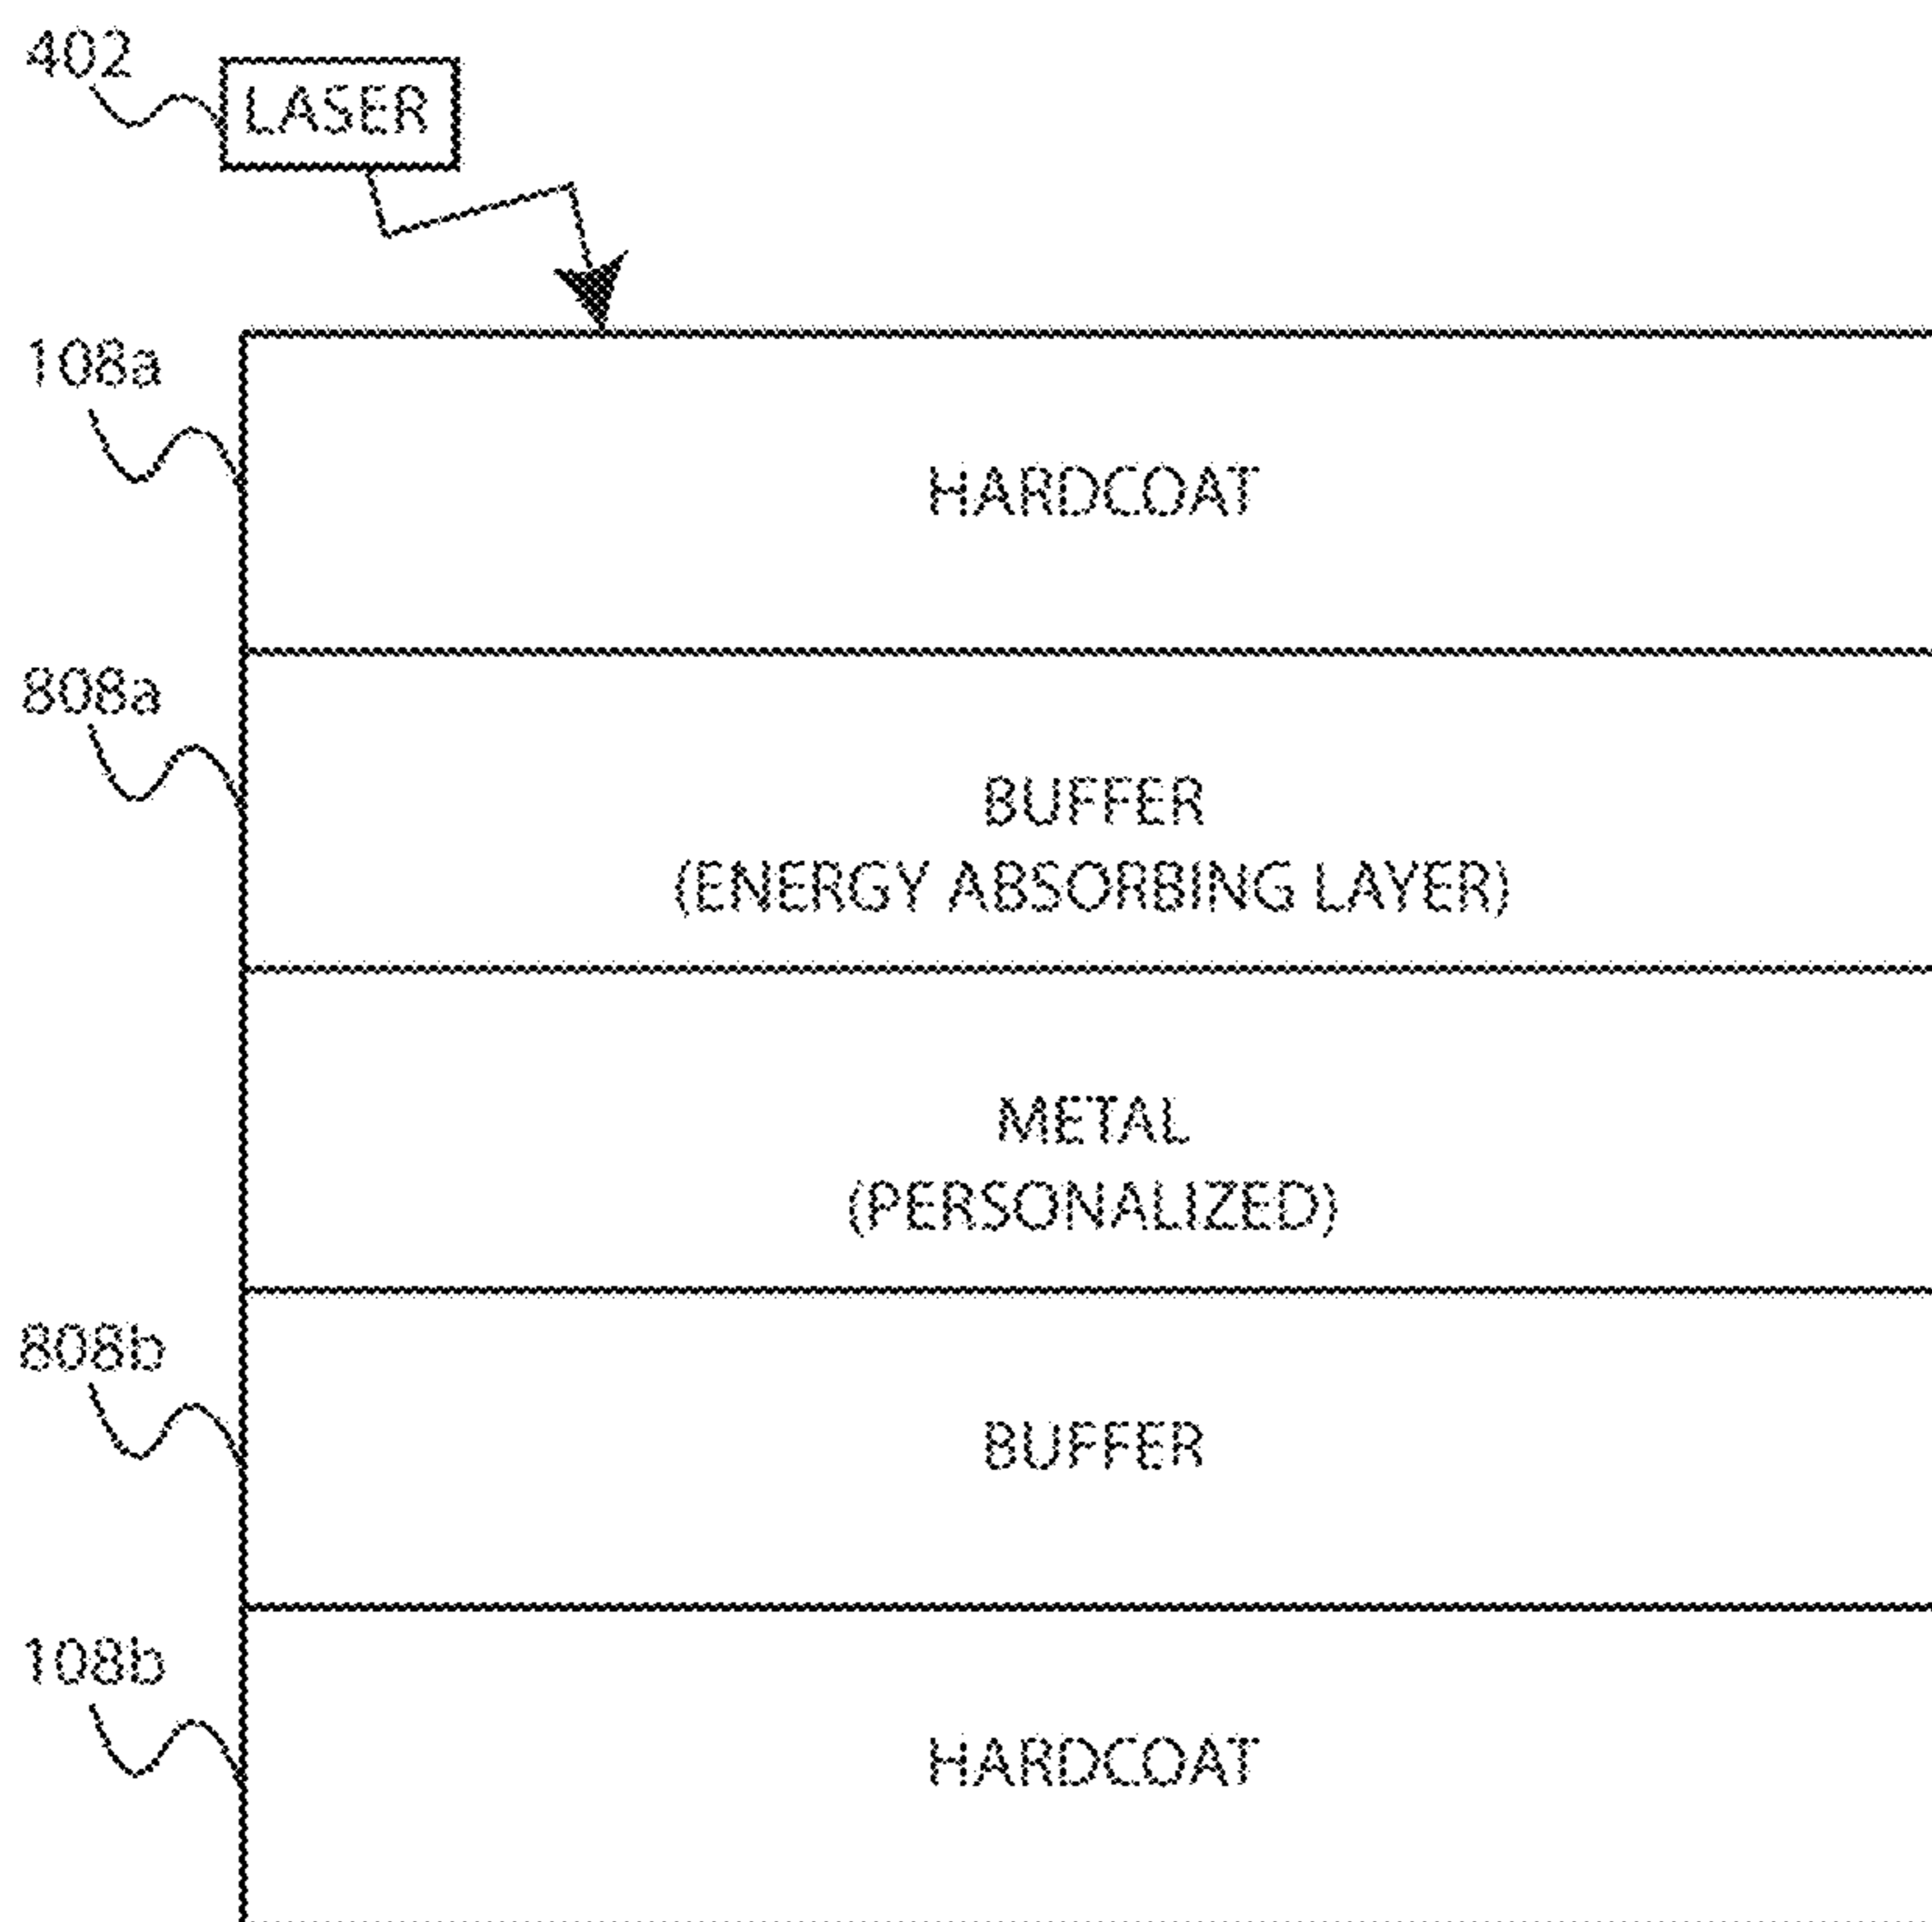 402
LASER
108a
HARDCOAT
808a
BUFFER
(ENERGY ABSORBING LAYER)
METAL
(PERSONALIZED)
808b
BUFFER
108b
HARDCOAT